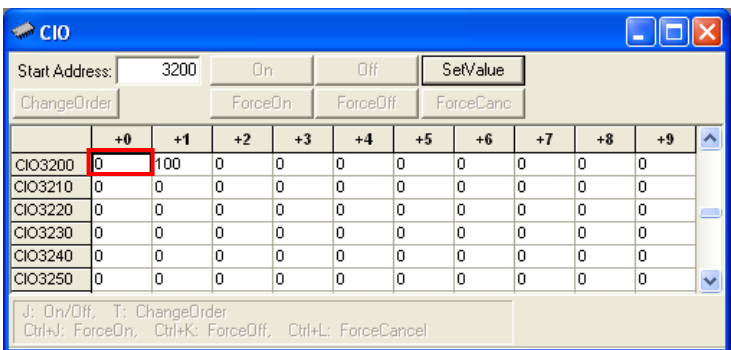 CIO
Start Address: 3200 On Off SetValue
ChangeOrder ForceOn ForceOff ForceCanc
+0 +1 +2 +3 +4 +5 +6 +7 +8 +9
CIO3200 0 100 0 0 0 0 0 0 0 0
CIO3210 0 0 0 0 0 0 0 0 0 0
CIO3220 0 0 0 0 0 0 0 0 0 0
CIO3230 0 0 0 0 0 0 0 0 0 0
CIO3240 0 0 0 0 0 0 0 0 0 0
CIO3250 0 0 0 0 0 0 0 0 0 0
J: On/Off, T: ChangeOrder
Ctrl+J: ForceOn, Ctrl+K: ForceOff, Ctrl+L: ForceCancel